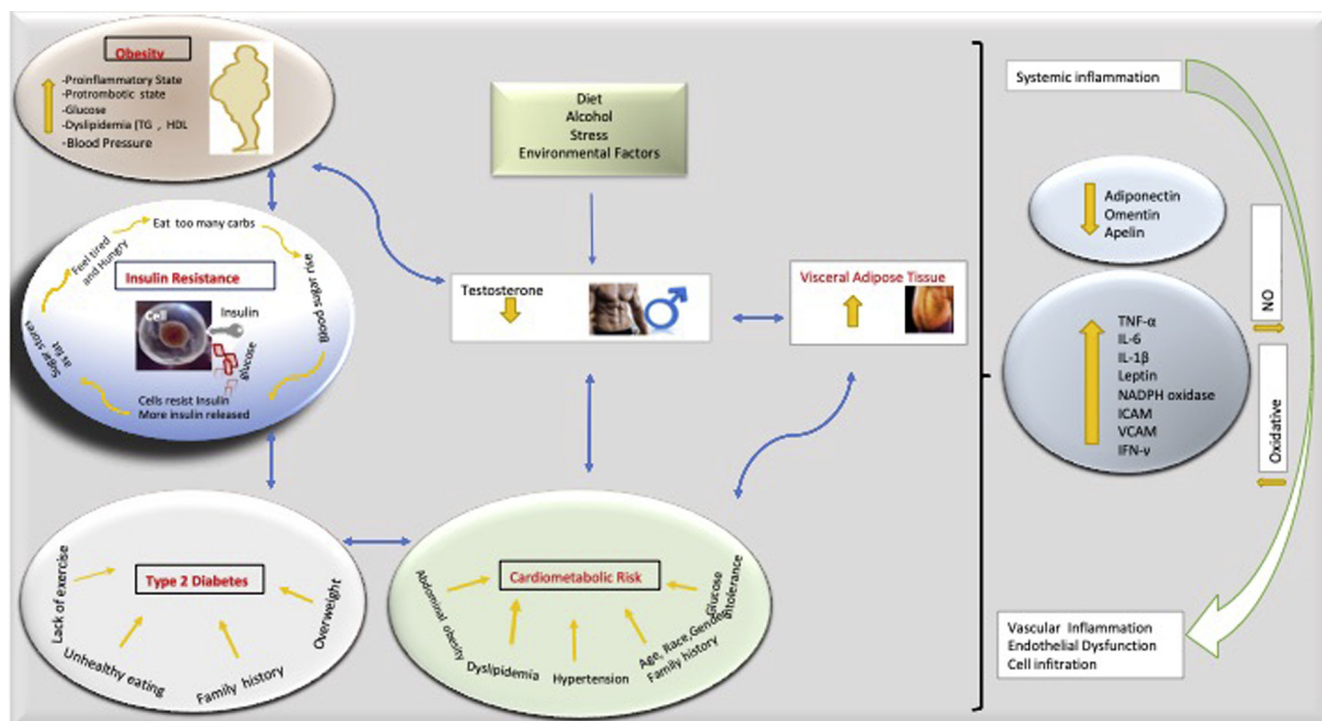 Obesity
-Proinflammatory State
-Protrombotic state
-Glucose
-Dyslipidemia (TG , HDL
-Blood Pressure
Diet
Alcohol
Stress
Environmental Factors
Eat too many carbs
Feel tired
and Hungry
Blood sugar rise
Insulin Resistance
Cell
Insulin
glucose
Sugar stores
as fat
Cells resist Insulin
More insulin released
Testosterone
Visceral Adipose Tissue
Type 2 Diabetes
Lack of exercise
Unhealthy eating
Family history
Overweight
Cardiometabolic Risk
Abdominal obesity
Dyslipidemia
Hypertension
Age, Race, Gender,
Family history
Glucose
intolerance
Systemic inflammation
Adiponectin
Omentin
Apelin
NO
TNF-α
IL-6
IL-1β
Leptin
NADPH oxidase
ICAM
VCAM
IFN-γ
Oxidative
Vascular Inflammation
Endothelial Dysfunction
Cell infitration